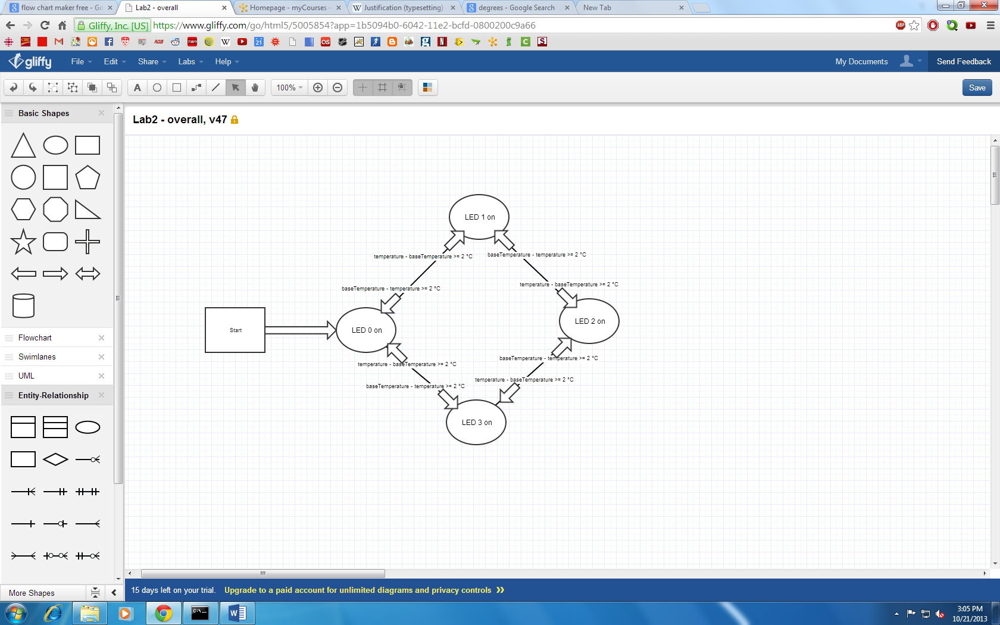 flow chart maker free - Go
Lab2 - overall
Homepage - myCourses -
Justification (typesetting)
degrees - Google Search
New Tab
Gliffy, Inc. [US]
https://www.gliffy.com/go/html5/5005854?app=1b5094b0-6042-11e2-bcfd-0800200c9a66
gliffy
File
Edit
Share
Labs
Help
My Documents
Send Feedback
100%
Save
Basic Shapes
Lab2 - overall, v47
LED 1 on
temperature - baseTemperature >= 2 °C
baseTemperature - temperature >= 2 °C
baseTemperature - temperature >= 2 °C
temperature - baseTemperature >= 2 °C
Start
LED 0 on
LED 2 on
temperature - baseTemperature >= 2 °C
baseTemperature - temperature >= 2 °C
baseTemperature - temperature >= 2 °C
temperature - baseTemperature >= 2 °C
LED 3 on
Flowchart
Swimlanes
UML
Entity-Relationship
More Shapes
15 days left on your trial. Upgrade to a paid account for unlimited diagrams and privacy controls »
3:05 PM
10/21/2013